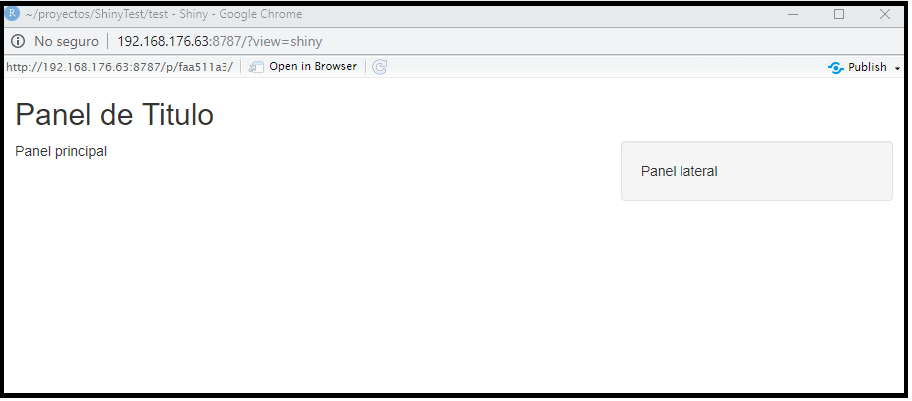 R ~/proyectos/ShinyTest/test - Shiny - Google Chrome
No seguro 192.168.176.63:8787/?view=shiny
http://192.168.176.63:8787/p/faa511a3/ Open in Browser Publish
Panel de Titulo
Panel principal
Panel lateral